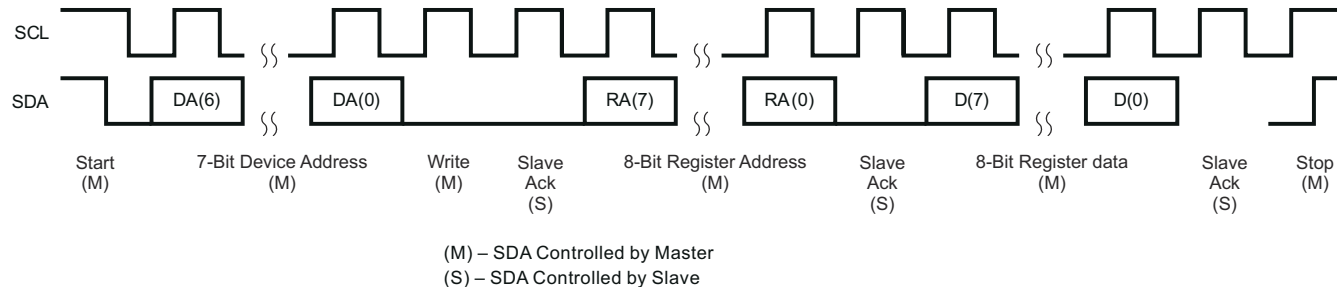 SCL
SDA
DA(6)
DA(0)
RA(7)
RA(0)
D(7)
D(0)
Start
(M)
7-Bit Device Address
(M)
Write
(M)
Slave
Ack
(S)
8-Bit Register Address
(M)
Slave
Ack
(S)
8-Bit Register data
(M)
Slave
Ack
(S)
Stop
(M)
(M) – SDA Controlled by Master
(S) – SDA Controlled by Slave